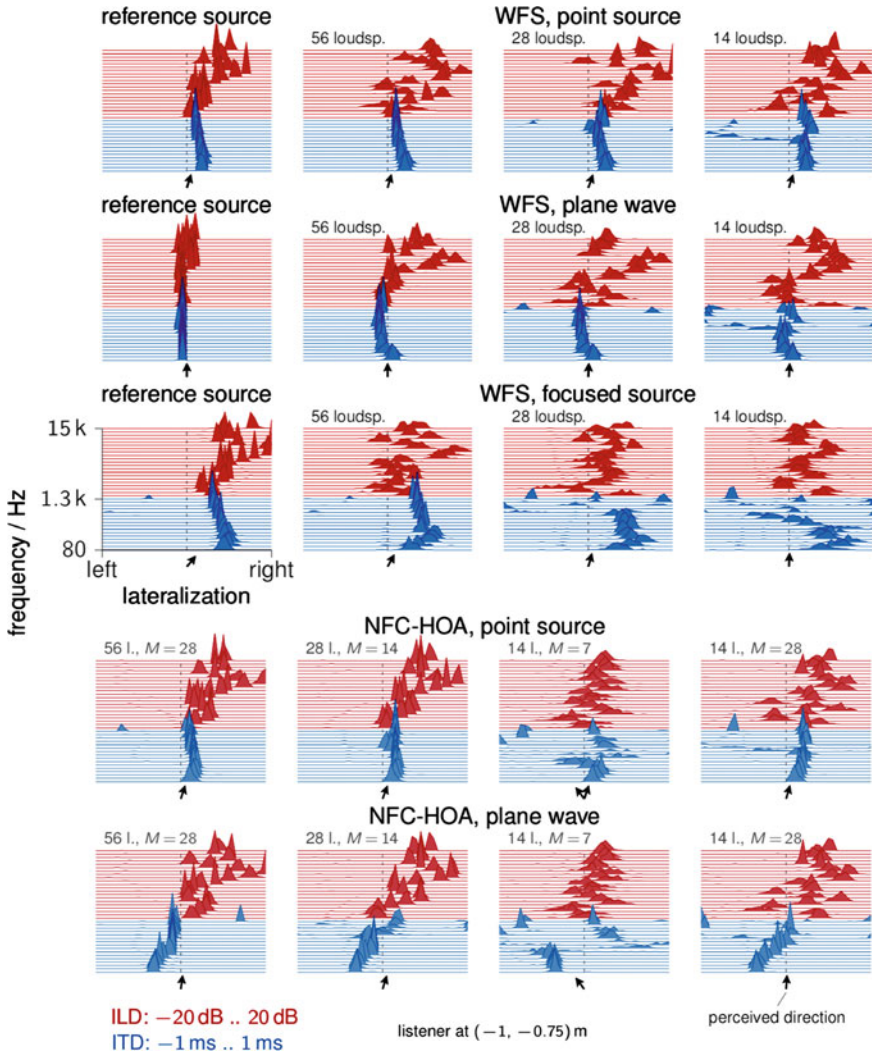 reference source WFS, point source
56 loudsp. 28 loudsp. 14 loudsp.
reference source WFS, plane wave
56 loudsp. 28 loudsp. 14 loudsp.
reference source WFS, focused source
56 loudsp. 28 loudsp. 14 loudsp.
15 k
1.3 k
80
frequency / Hz
left right
lateralization
NFC-HOA, point source
56 l., M = 28 28 l., M = 14 14 l., M = 7 14 l., M = 28
NFC-HOA, plane wave
56 l., M = 28 28 l., M = 14 14 l., M = 7 14 l., M = 28
ILD: −20 dB .. 20 dB
ITD: −1 ms .. 1 ms
listener at (−1, −0.75) m
perceived direction